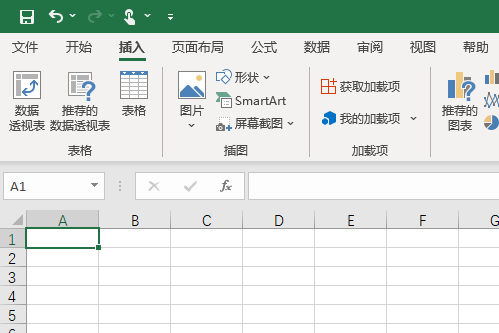 文件 开始 插入 页面布局 公式 数据 审阅 视图 帮助
数据
透视表
推荐的
数据透视表
表格
图片
形状
SmartArt
屏幕截图
获取加载项
我的加载项
推荐的
图表
表格 插图 加载项
A1 fx
A B C D E F G
1
2
3
4
5